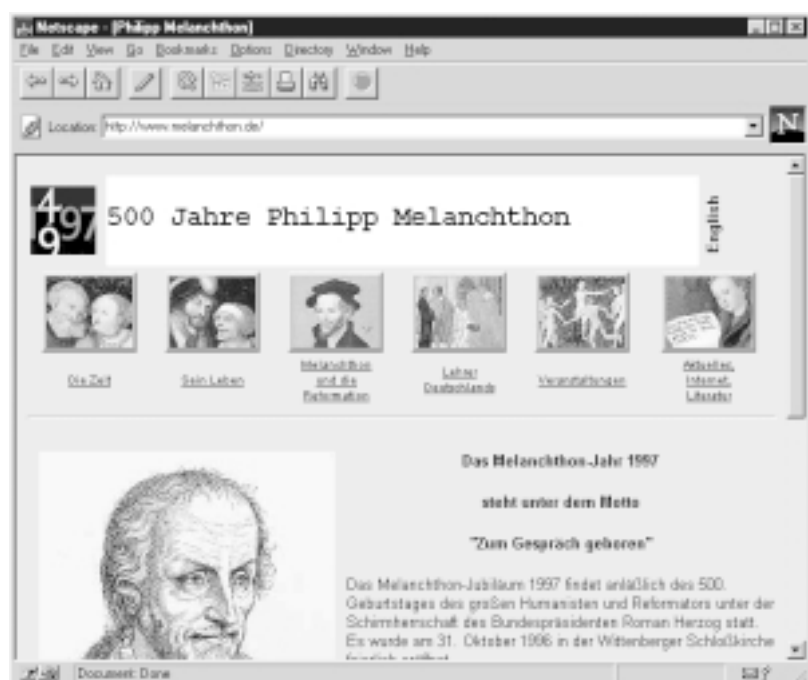 Netscape - [Philipp Melanchthon]
File Edit View Go Bookmarks Options Directory Window Help
Location: http://www.melanchthon.de/
N
497
9
500 Jahre Philipp Melanchthon
English
Die Zeit
Sein Leben
Melanchthon
und die
Reformation
Lehrer
Deutschlands
Veranstaltungen
Aktuelles,
Internet,
Literatur
Das Melanchthon-Jahr 1997
steht unter dem Motto
"Zum Gespräch geboren"
Das Melanchthon-Jubiläum 1997 findet anläßlich des 500.
Geburtstages des großen Humanisten und Reformators unter der
Schirmherrschaft des Bundespräsidenten Roman Herzog statt.
Es wurde am 31. Oktober 1996 in der Wittenberger Schloßkirche
Document: Done